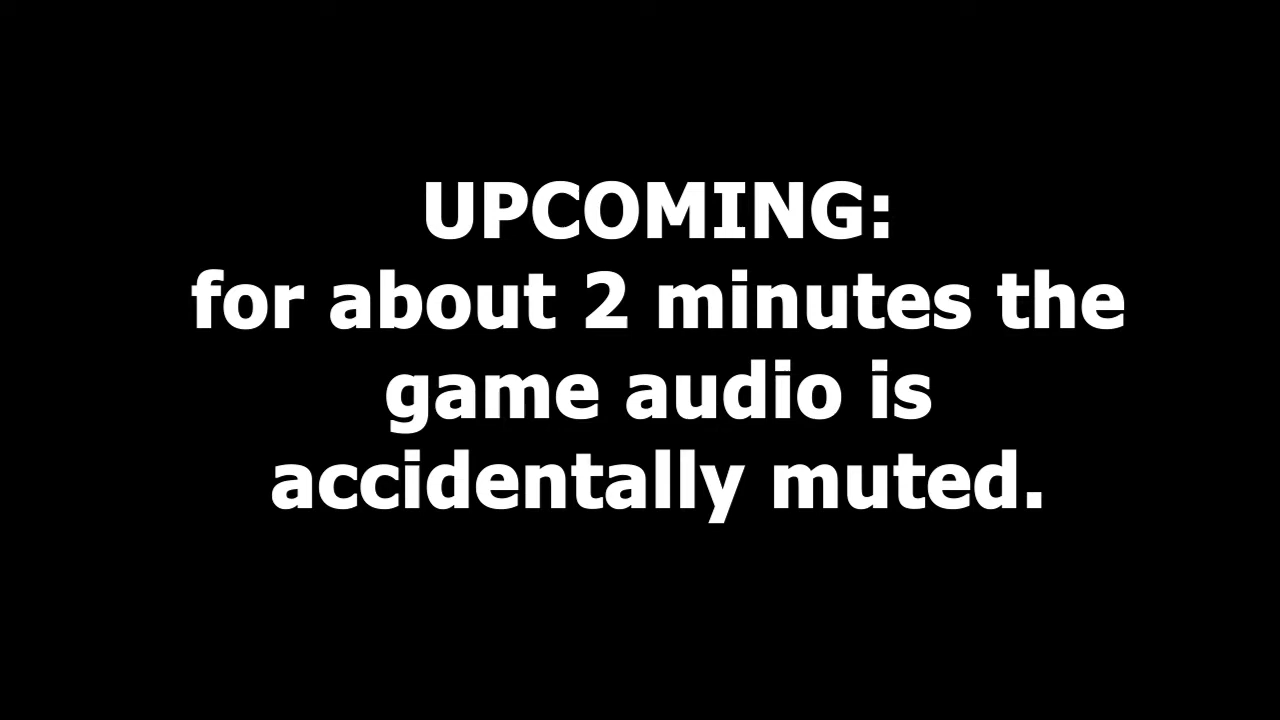 UPCOMING:
for about 2 minutes the
game audio is
accidentally muted.